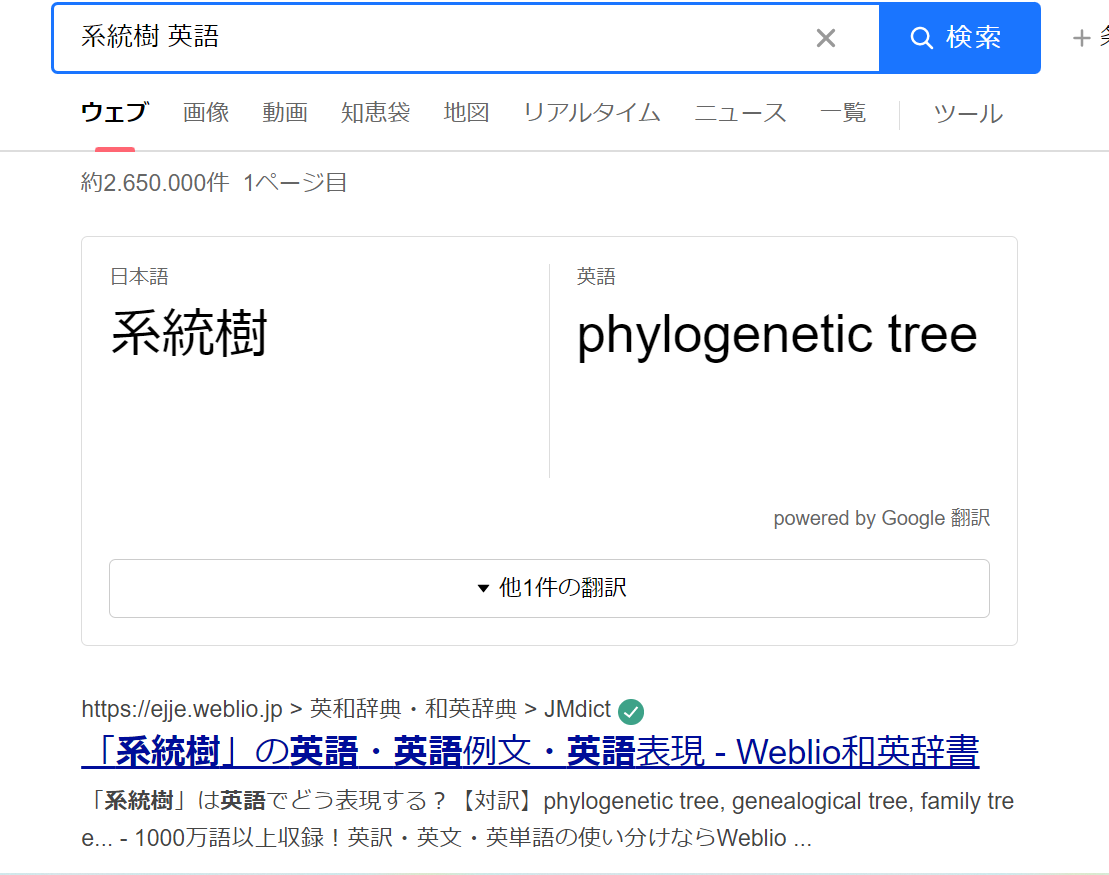 系統樹 英語
検索
ウェブ 画像 動画 知恵袋 地図 リアルタイム ニュース 一覧 ツール
約2.650.000件 1ページ目
日本語
英語
系統樹
phylogenetic tree
powered by Google 翻訳
他1件の翻訳
https://ejje.weblio.jp > 英和辞典・和英辞典 > JMdict
「系統樹」の英語・英語例文・英語表現 - Weblio和英辞書
「系統樹」は英語でどう表現する？【対訳】phylogenetic tree, genealogical tree, family tre
e... - 1000万語以上収録！英訳・英文・英単語の使い分けならWeblio ...